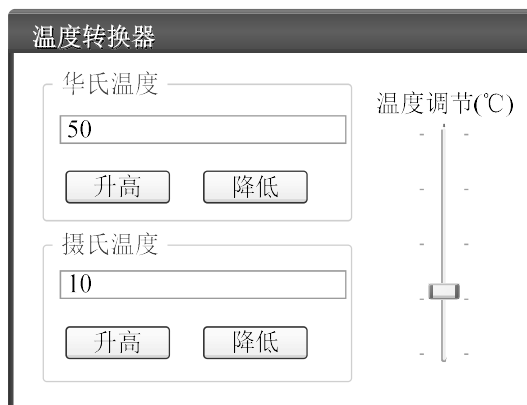 温度转换器
华氏温度
50
升高 降低
摄氏温度
10
升高 降低
温度调节(℃)